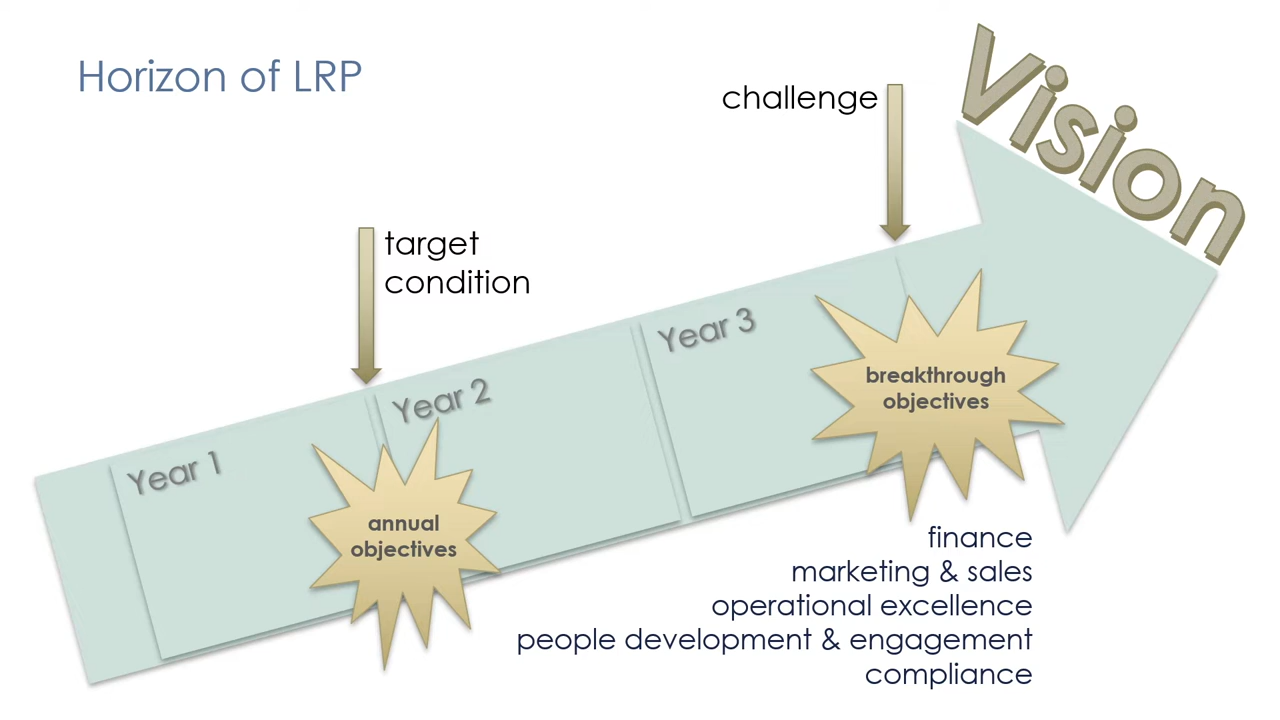 Horizon of LRP
challenge
Vision
target
condition
Year 3
Year 2
Year 1
breakthrough
objectives
annual
objectives
finance
marketing & sales
operational excellence
people development & engagement
compliance